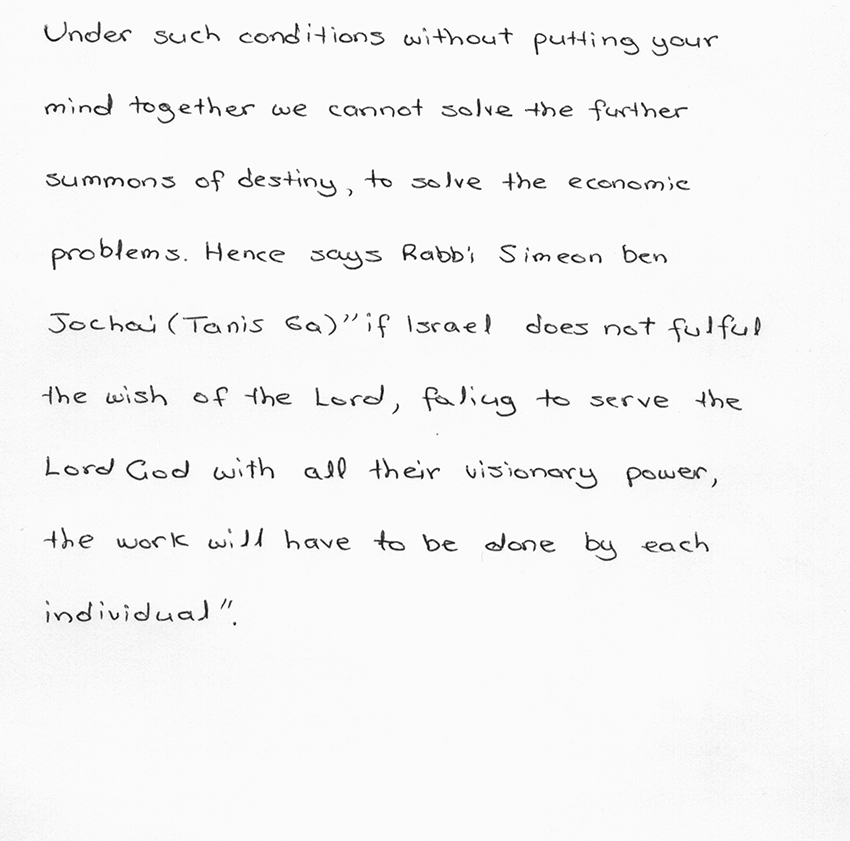 Under such conditions without putting your
mind together we cannot solve the further
summons of destiny, to solve the economic
problems. Hence says Rabbi Simeon ben
Jochai (Tanis 6a) "if Israel does not fulful
the wish of the Lord, faliug to serve the
Lord God with all their visionary power,
the work will have to be done by each
individual".